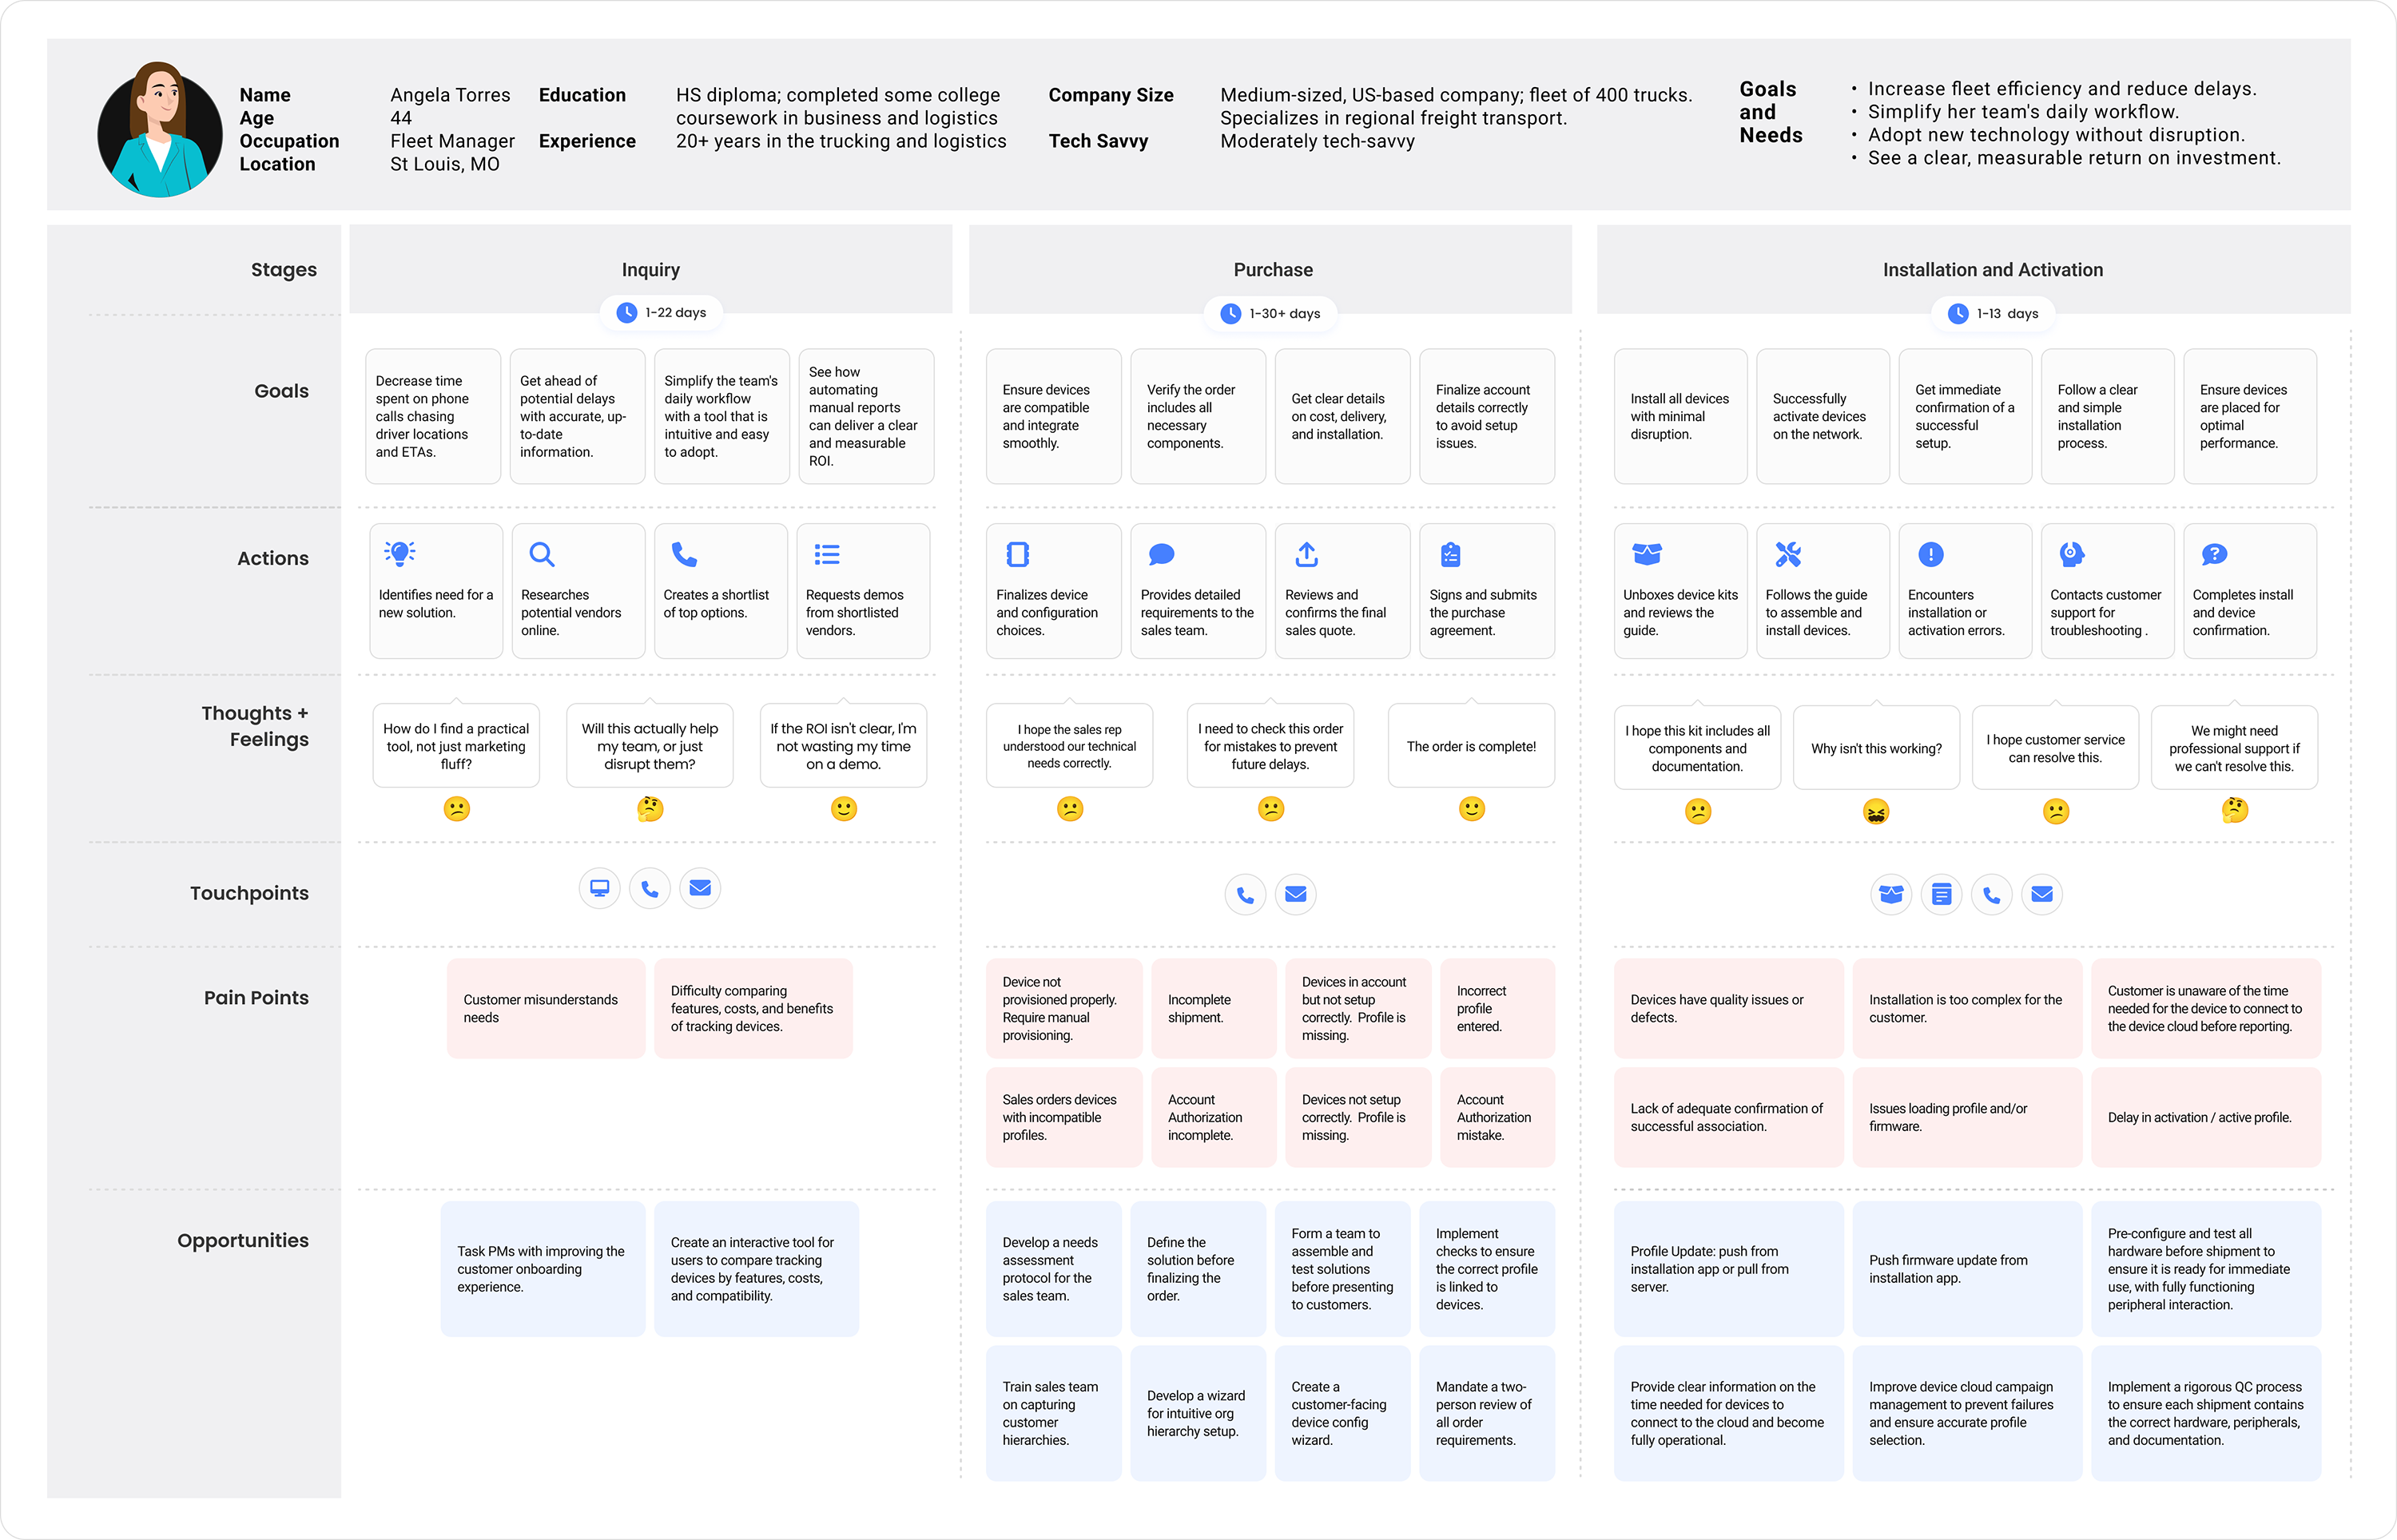 Name
Age
Occupation
Location
Angela Torres
44
Fleet Manager
St Louis, MO
Education
HS diploma; completed some college
coursework in business and logistics
Experience
20+ years in the trucking and logistics
Company Size
Medium-sized, US-based company; fleet of 400 trucks.
Specializes in regional freight transport.
Tech Savvy
Moderately tech-savvy
Goals
and
Needs
• Increase fleet efficiency and reduce delays.
• Simplify her team's daily workflow.
• Adopt new technology without disruption.
• See a clear, measurable return on investment.
Stages
Inquiry
1-22 days
Purchase
1-30+ days
Installation and Activation
1-13 days
Goals
Decrease time
spent on phone
calls chasing
driver locations
and ETAs.
Get ahead of
potential delays
with accurate, up-
to-date
information.
Simplify the team's
daily workflow
with a tool that is
intuitive and easy
to adopt.
See how
automating
manual reports
can deliver a clear
and measurable
ROI.
Ensure devices
are compatible
and integrate
smoothly.
Verify the order
includes all
necessary
components.
Get clear details
on cost, delivery,
and installation.
Finalize account
details correctly
to avoid setup
issues.
Install all devices
with minimal
disruption.
Successfully
activate devices
on the network.
Get immediate
confirmation of a
successful
setup.
Follow a clear
and simple
installation
process.
Ensure devices
are placed for
optimal
performance.
Actions
Identifies need for a
new solution.
Researches
potential vendors
online.
Creates a shortlist
of top options.
Requests demos
from shortlisted
vendors.
Finalizes device
and configuration
choices.
Provides detailed
requirements to the
sales team.
Reviews and
confirms the final
sales quote.
Signs and submits
the purchase
agreement.
Unboxes device kits
and reviews the
guide.
Follows the guide
to assemble and
install devices.
Encounters
installation or
activation errors.
Contacts customer
support for
troubleshooting .
Completes install
and device
confirmation.
Thoughts +
Feelings
How do I find a practical
tool, not just marketing
fluff?
Will this actually help
my team, or just
disrupt them?
If the ROI isn't clear, I'm
not wasting my time
on a demo.
I hope the sales rep
understood our technical
needs correctly.
I need to check this order
for mistakes to prevent
future delays.
The order is complete!
I hope this kit includes all
components and
documentation.
Why isn't this working?
I hope customer service
can resolve this.
We might need
professional support if
we can't resolve this.
Touchpoints
Pain Points
Customer misunderstands
needs
Difficulty comparing
features, costs, and benefits
of tracking devices.
Device not
provisioned properly.
Require manual
provisioning.
Incomplete
shipment.
Devices in account
but not setup
correctly. Profile is
missing.
Incorrect
profile
entered.
Sales orders devices
with incompatible
profiles.
Account
Authorization
incomplete.
Devices not setup
correctly. Profile is
missing.
Account
Authorization
mistake.
Devices have quality issues or
defects.
Installation is too complex for the
customer.
Customer is unaware of the time
needed for the device to connect to
the device cloud before reporting.
Lack of adequate confirmation of
successful association.
Issues loading profile and/or
firmware.
Delay in activation / active profile.
Opportunities
Task PMs with improving the
customer onboarding
experience.
Create an interactive tool for
users to compare tracking
devices by features, costs,
and compatibility.
Develop a needs
assessment
protocol for the
sales team.
Define the
solution before
finalizing the
order.
Form a team to
assemble and
test solutions
before presenting
to customers.
Implement
checks to ensure
the correct profile
is linked to
devices.
Train sales team
on capturing
customer
hierarchies.
Develop a wizard
for intuitive org
hierarchy setup.
Create a
customer-facing
device config
wizard.
Mandate a two-
person review of
all order
requirements.
Profile Update: push from
installation app or pull from
server.
Push firmware update from
installation app.
Pre-configure and test all
hardware before shipment to
ensure it is ready for immediate
use, with fully functioning
peripheral interaction.
Provide clear information on the
time needed for devices to
connect to the cloud and become
fully operational.
Improve device cloud campaign
management to prevent failures
and ensure accurate profile
selection.
Implement a rigorous QC process
to ensure each shipment contains
the correct hardware, peripherals,
and documentation.